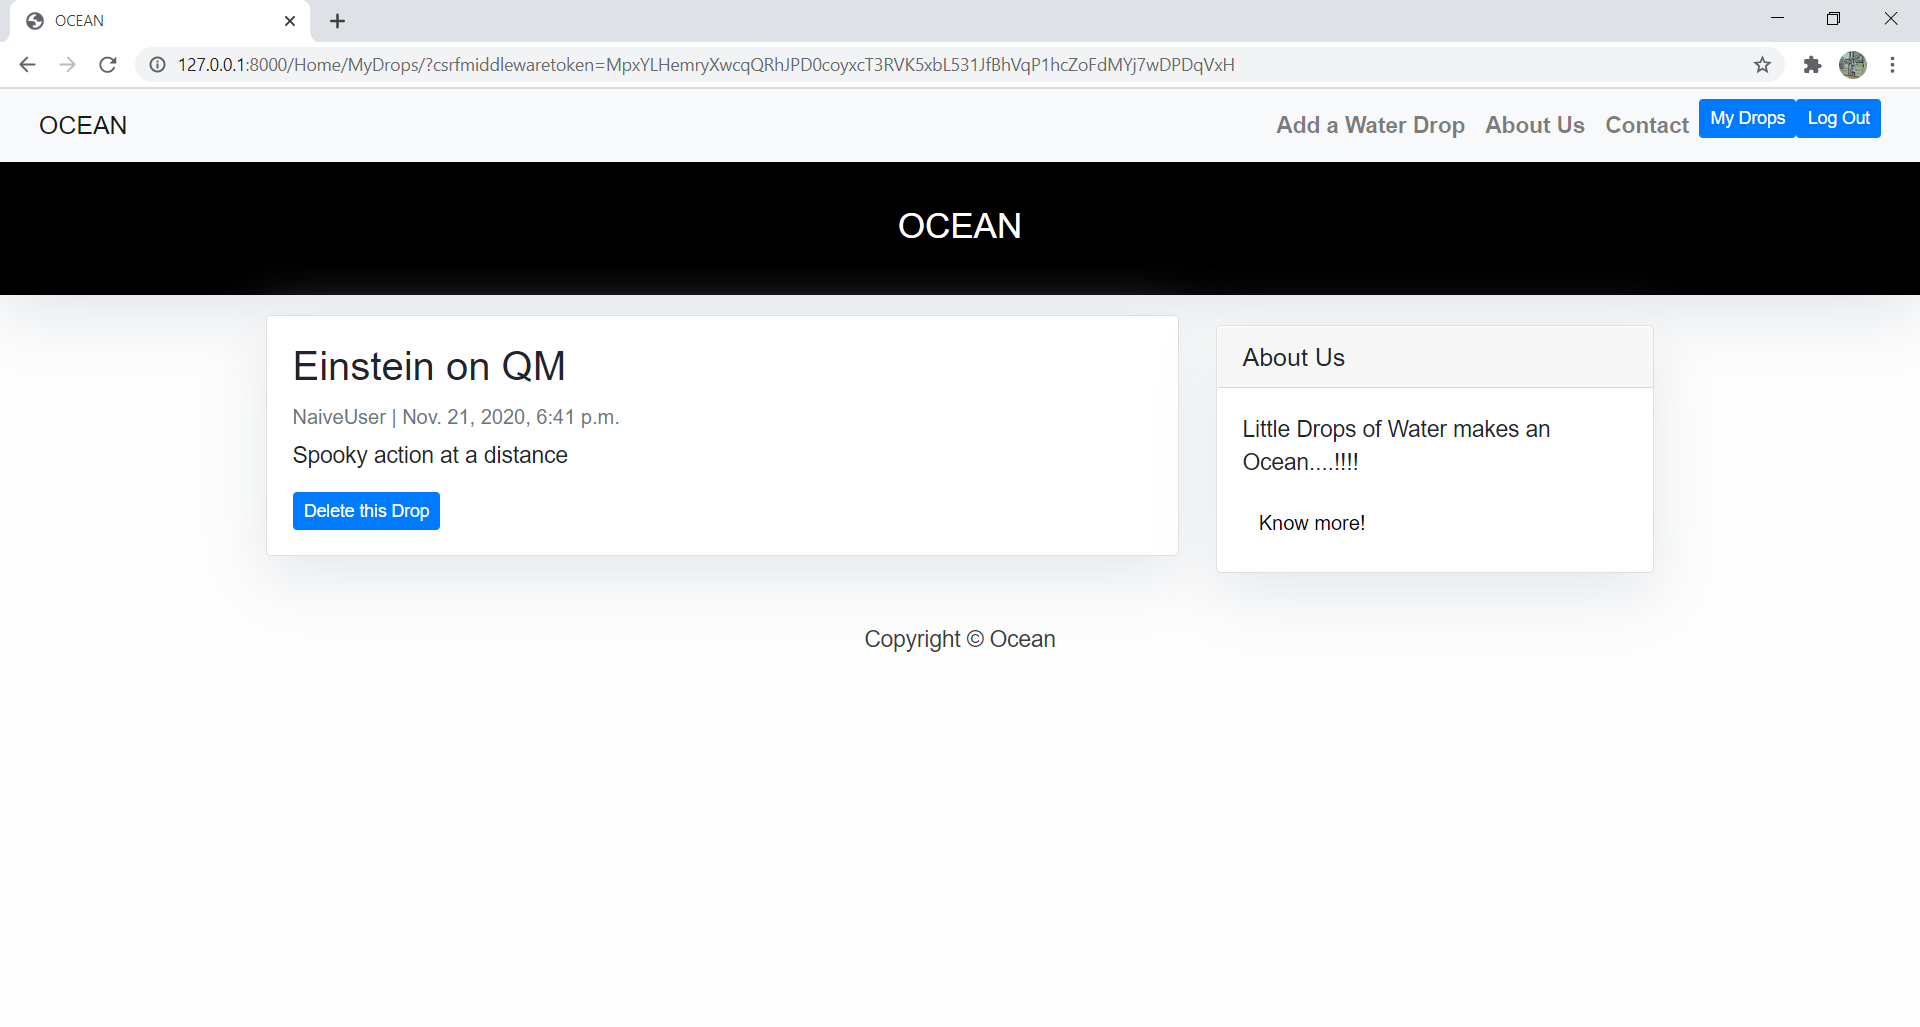 OCEAN
127.0.0.1:8000/Home/MyDrops/?csrfmiddlewaretoken=MpxYLHemryXwcqQRhJPD0coyxcT3RVK5xbL531JfBhVqP1hcZoFdMYj7wDPDqVxH
OCEAN Add a Water Drop About Us Contact My Drops Log Out
OCEAN
Einstein on QM
NaiveUser | Nov. 21, 2020, 6:41 p.m.
Spooky action at a distance
Delete this Drop
About Us
Little Drops of Water makes an
Ocean....!!!!
Know more!
Copyright © Ocean